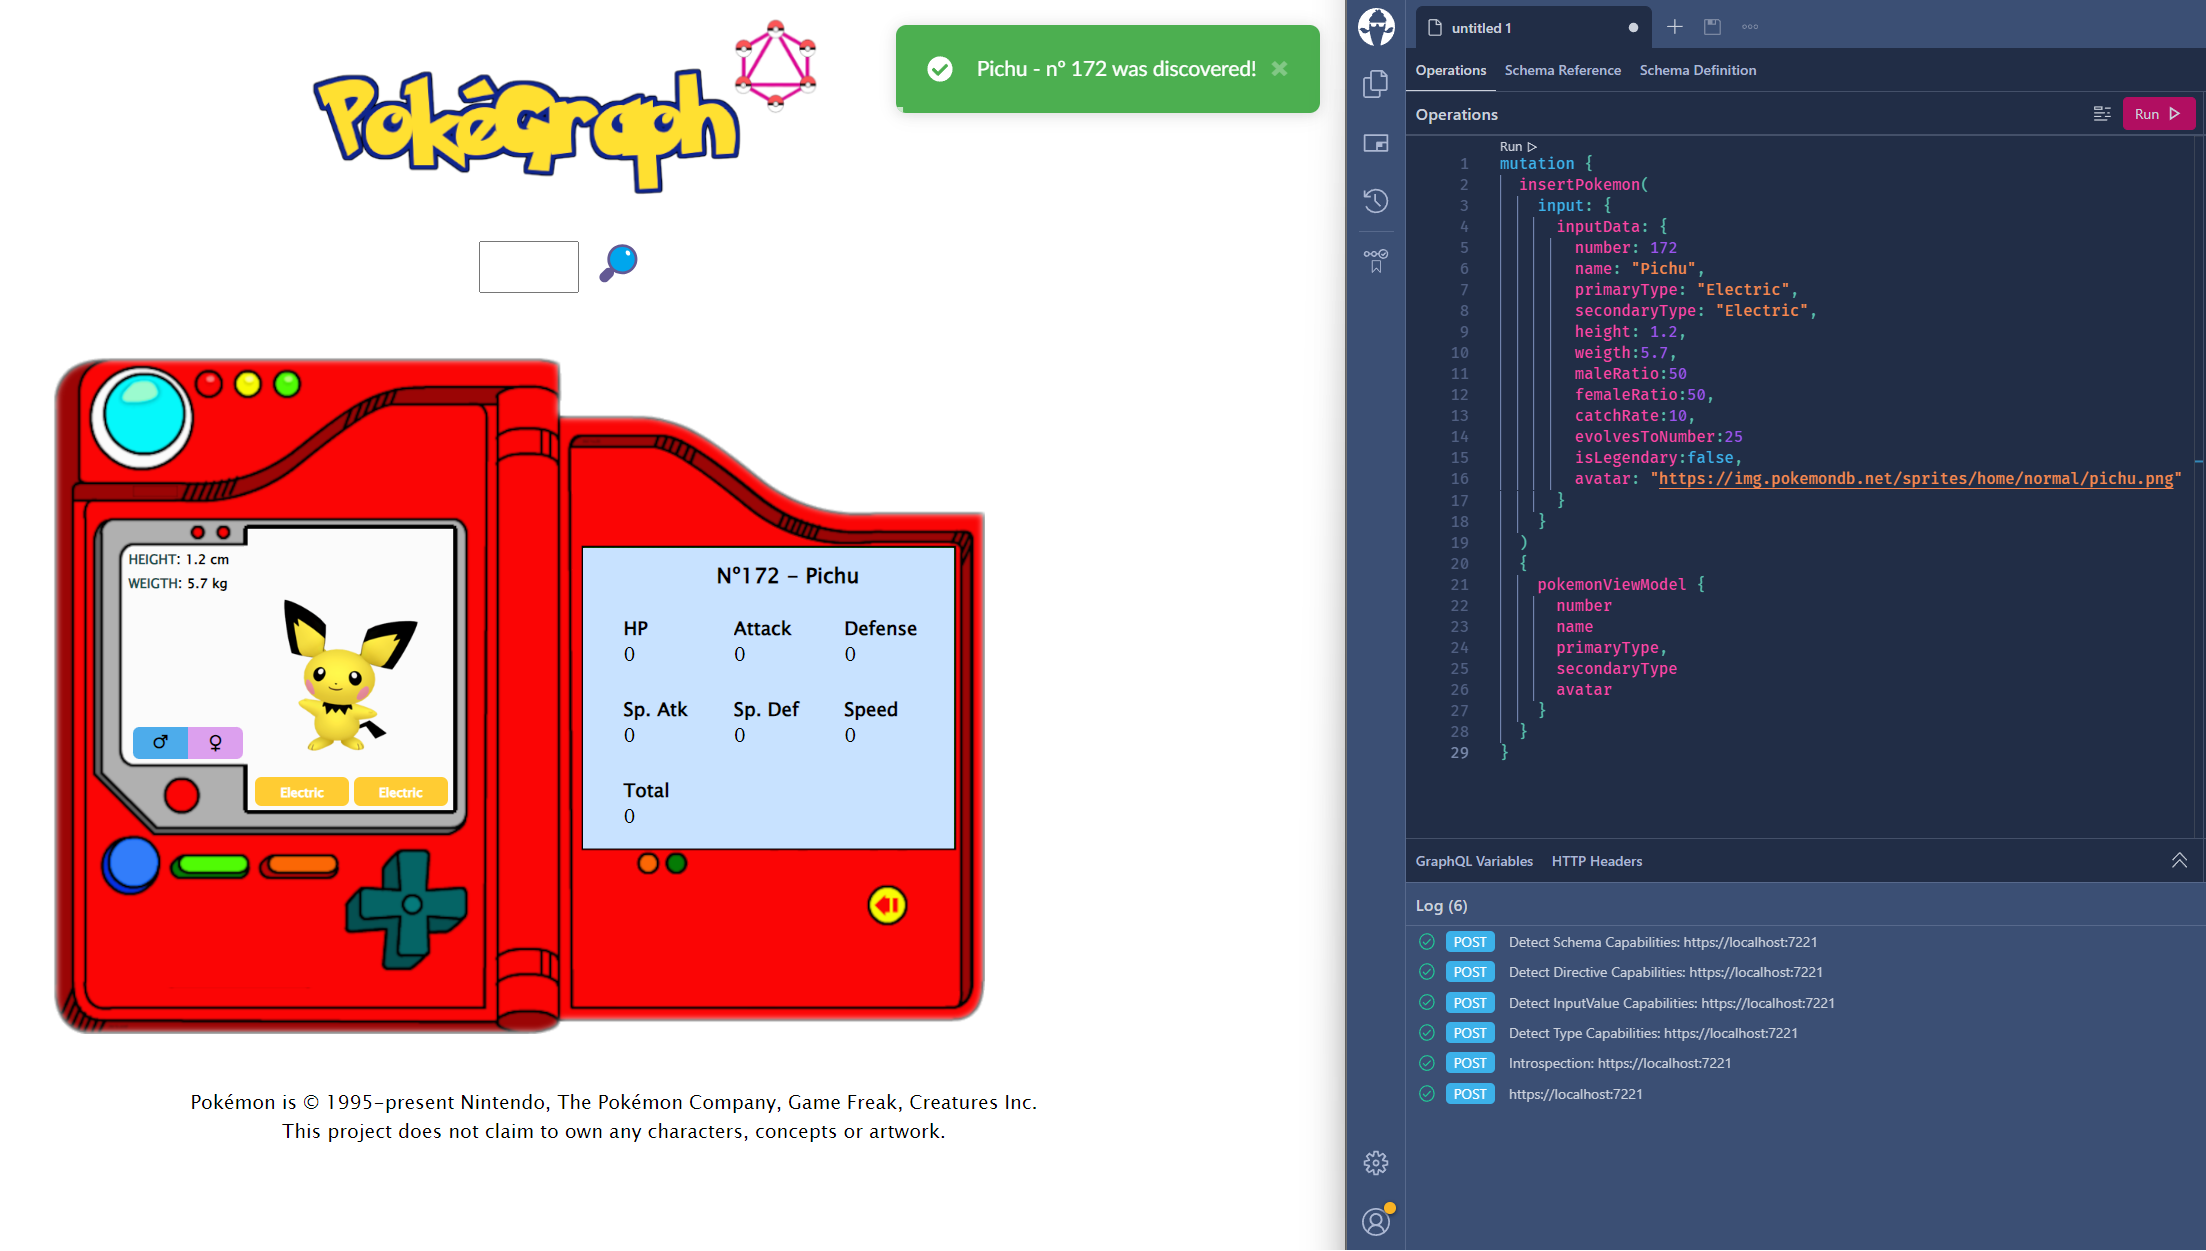 PokéGraph
Pichu - nº 172 was discovered!
HEIGHT: 1.2 cm
WEIGTH: 5.7 kg
♂ ♀
Electric Electric
Nº172 - Pichu
HP Attack Defense
0 0 0
Sp. Atk Sp. Def Speed
0 0 0
Total
0
Pokémon is © 1995-present Nintendo, The Pokémon Company, Game Freak, Creatures Inc.
This project does not claim to own any characters, concepts or artwork.
untitled 1
Operations Schema Reference Schema Definition
Operations
Run
Run
1 mutation {
2 insertPokemon(
3 input: {
4 inputData: {
5 number: 172
6 name: "Pichu",
7 primaryType: "Electric",
8 secondaryType: "Electric",
9 height: 1.2,
10 weigth:5.7,
11 maleRatio:50
12 femaleRatio:50,
13 catchRate:10,
14 evolvesToNumber:25
15 isLegendary:false,
16 avatar: "https://img.pokemondb.net/sprites/home/normal/pichu.png"
17 }
18 }
19 )
20 {
21 pokemonViewModel {
22 number
23 name
24 primaryType,
25 secondaryType
26 avatar
27 }
28 }
29 }
GraphQL Variables HTTP Headers
Log (6)
POST Detect Schema Capabilities: https://localhost:7221
POST Detect Directive Capabilities: https://localhost:7221
POST Detect InputValue Capabilities: https://localhost:7221
POST Detect Type Capabilities: https://localhost:7221
POST Introspection: https://localhost:7221
POST https://localhost:7221